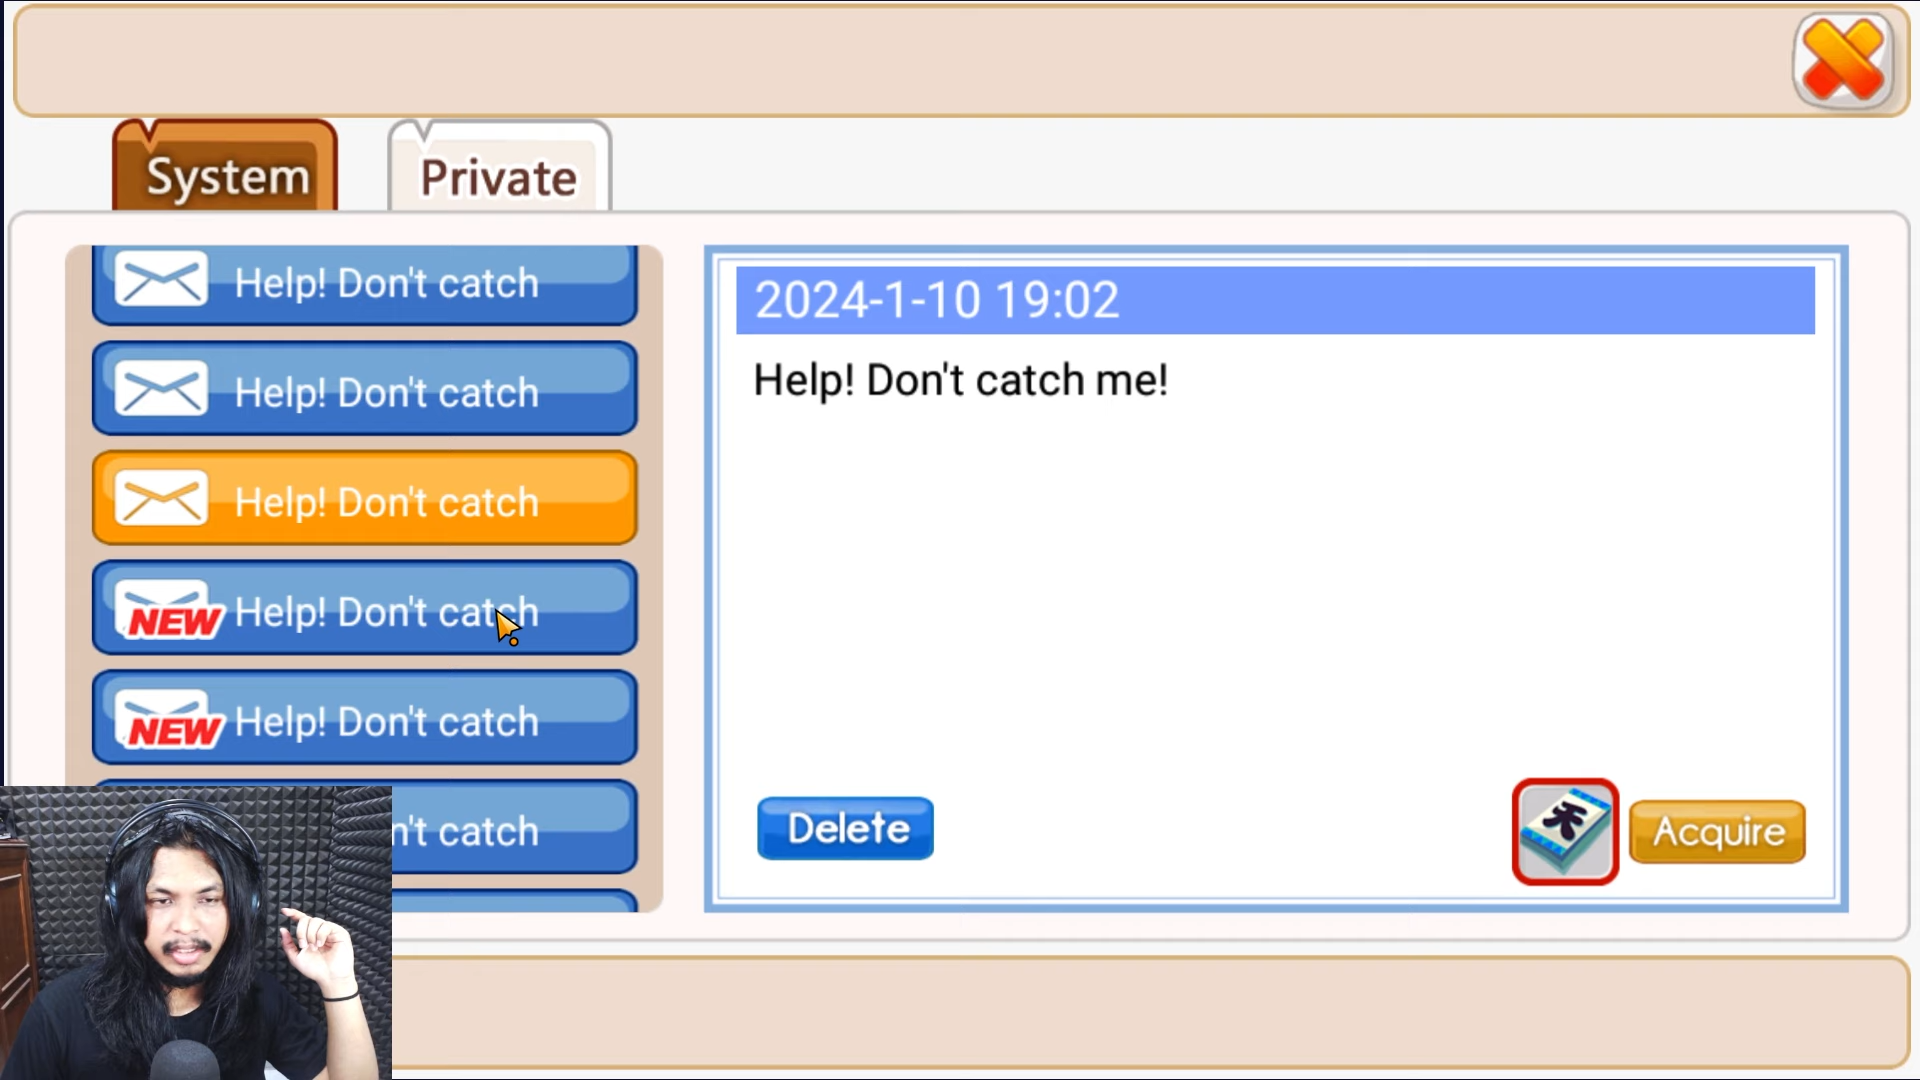 System
Private
Help! Don't catch
Help! Don't catch
Help! Don't catch
NEW Help! Don't catch
NEW Help! Don't catch
n't catch
2024-1-10 19:02
Help! Don't catch me!
Delete
天
Acquire